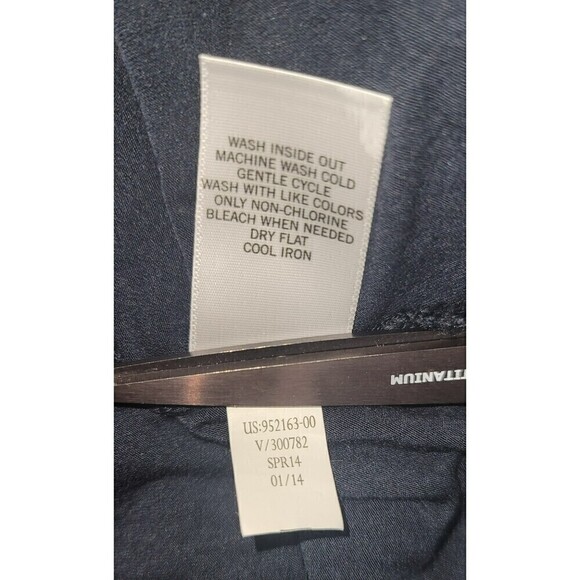 WASH INSIDE OUT
MACHINE WASH COLD
GENTLE CYCLE
WASH WITH LIKE COLORS
ONLY NON-CHLORINE
BLEACH WHEN NEEDED
DRY FLAT
COOL IRON
TITANIUM
US:952163-00
V/300782
SPR14
01/14